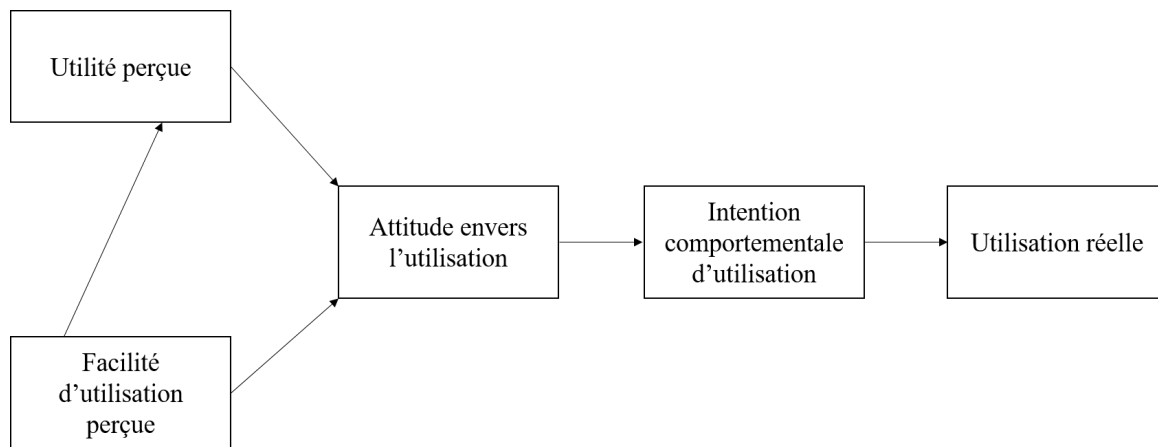 Utilité perçue
Attitude envers
l’utilisation
Intention
comportementale
d’utilisation
Utilisation réelle
Facilité
d’utilisation
perçue